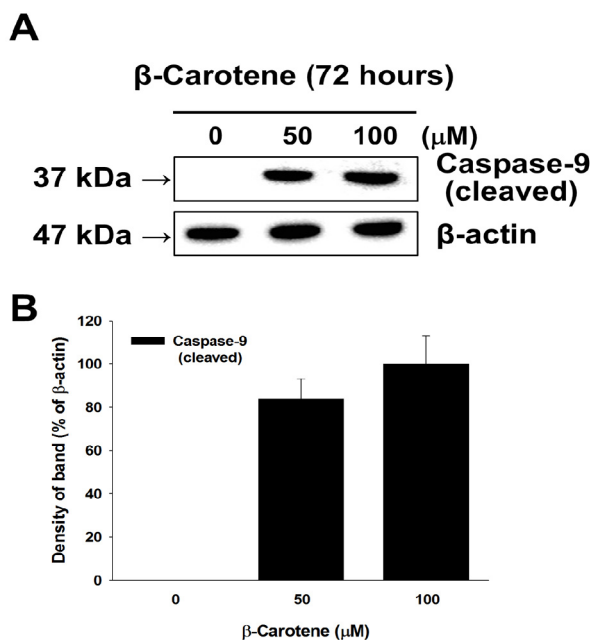 A
β-Carotene (72 hours)
0 50 100 (μM)
37 kDa → Caspase-9
(cleaved)
47 kDa → β-actin
B
120
100
80
60
40
20
0
Density of band (% of β-actin)
Caspase-9
(cleaved)
0 50 100
β-Carotene (μM)